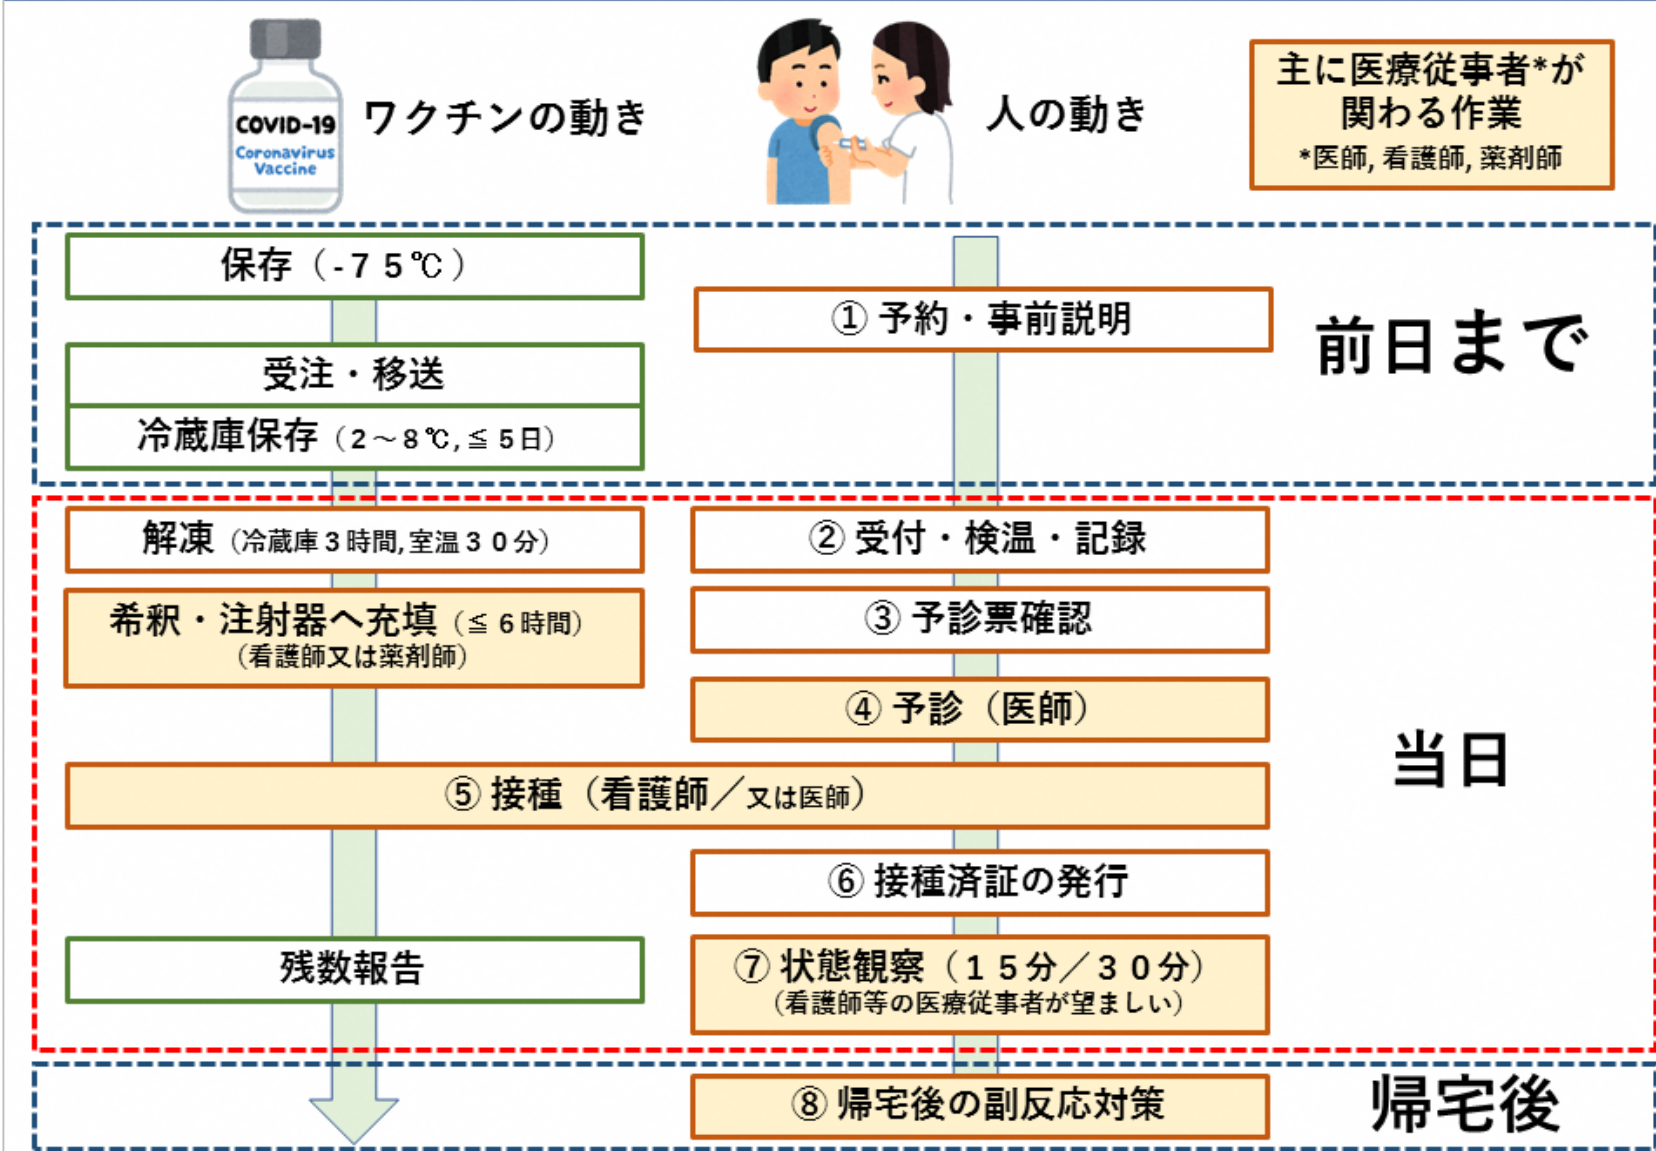 COVID-19
Coronavirus
Vaccine
ワクチンの動き
人の動き
主に医療従事者*が
関わる作業
*医師, 看護師, 薬剤師
保存（-７５℃）
受注・移送
冷蔵庫保存（2～8℃,≦５日）
① 予約・事前説明
前日まで
解凍（冷蔵庫３時間,室温３０分）
希釈・注射器へ充填（≦６時間）
（看護師又は薬剤師）
② 受付・検温・記録
③ 予診票確認
④ 予診（医師）
⑤ 接種（看護師／又は医師）
⑥ 接種済証の発行
残数報告
⑦ 状態観察（１５分／３０分）
（看護師等の医療従事者が望ましい）
当日
⑧ 帰宅後の副反応対策
帰宅後